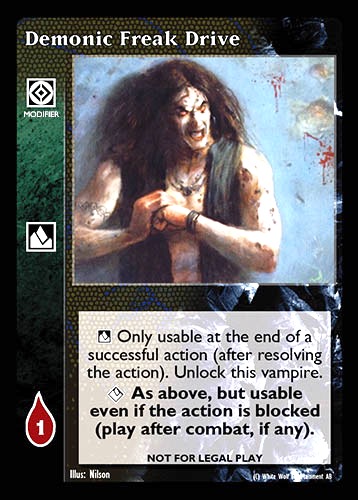 Demonic Freak Drive
MODIFIER
Only usable at the end of a
successful action (after resolving
the action). Unlock this vampire.
As above, but usable
even if the action is blocked
(play after combat, if any).
1
NOT FOR LEGAL PLAY
Illus: Nilson
(C) White Wolf Entertainment AB